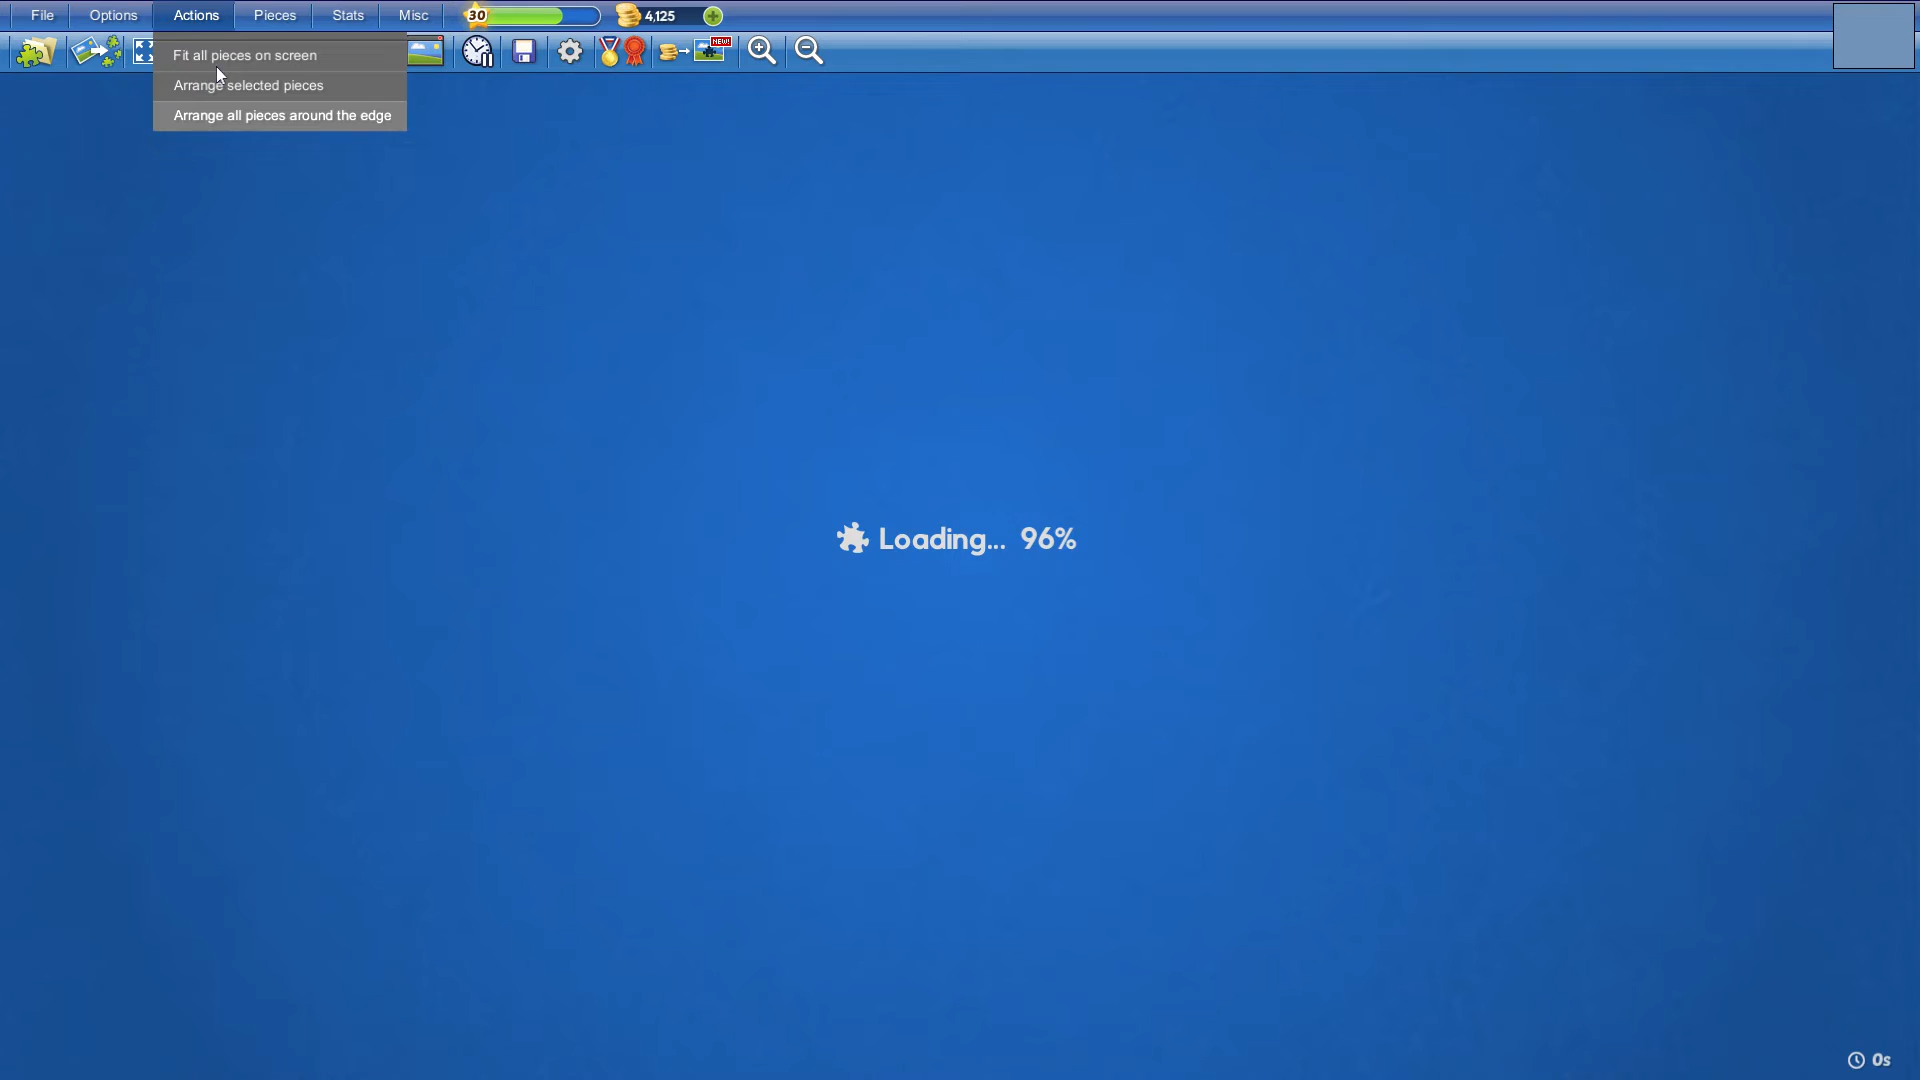 File Options Actions Pieces Stats Misc 30 4,125
NEW!
Fit all pieces on screen
Arrange selected pieces
Arrange all pieces around the edge
Loading... 96%
0s